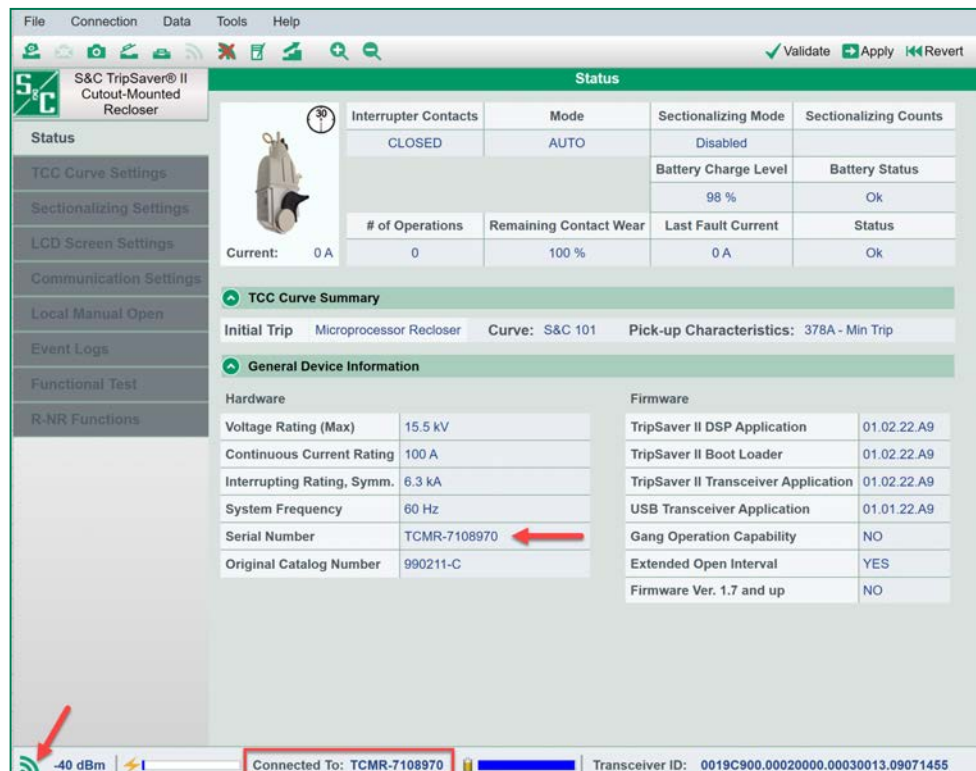 File Connection Data Tools Help
Validate Apply Revert
S&C
S&C TripSaver® II
Cutout-Mounted
Recloser
Status
TCC Curve Settings
Sectionalizing Settings
LCD Screen Settings
Communication Settings
Local Manual Open
Event Logs
Functional Test
R-NR Functions
Status
30
Interrupter Contacts Mode Sectionalizing Mode Sectionalizing Counts
CLOSED AUTO Disabled
Battery Charge Level Battery Status
98 % Ok
# of Operations Remaining Contact Wear Last Fault Current Status
Current: 0 A 0 100 % 0 A Ok
TCC Curve Summary
Initial Trip Microprocessor Recloser Curve: S&C 101 Pick-up Characteristics: 378A - Min Trip
General Device Information
Hardware
Voltage Rating (Max) 15.5 kV
Continuous Current Rating 100 A
Interrupting Rating, Symm. 6.3 kA
System Frequency 60 Hz
Serial Number TCMR-7108970
Original Catalog Number 990211-C
Firmware
TripSaver II DSP Application 01.02.22.A9
TripSaver II Boot Loader 01.02.22.A9
TripSaver II Transceiver Application 01.02.22.A9
USB Transceiver Application 01.01.22.A9
Gang Operation Capability NO
Extended Open Interval YES
Firmware Ver. 1.7 and up NO
-40 dBm Connected To: TCMR-7108970 Transceiver ID: 0019C900.00020000.00030013.09071455